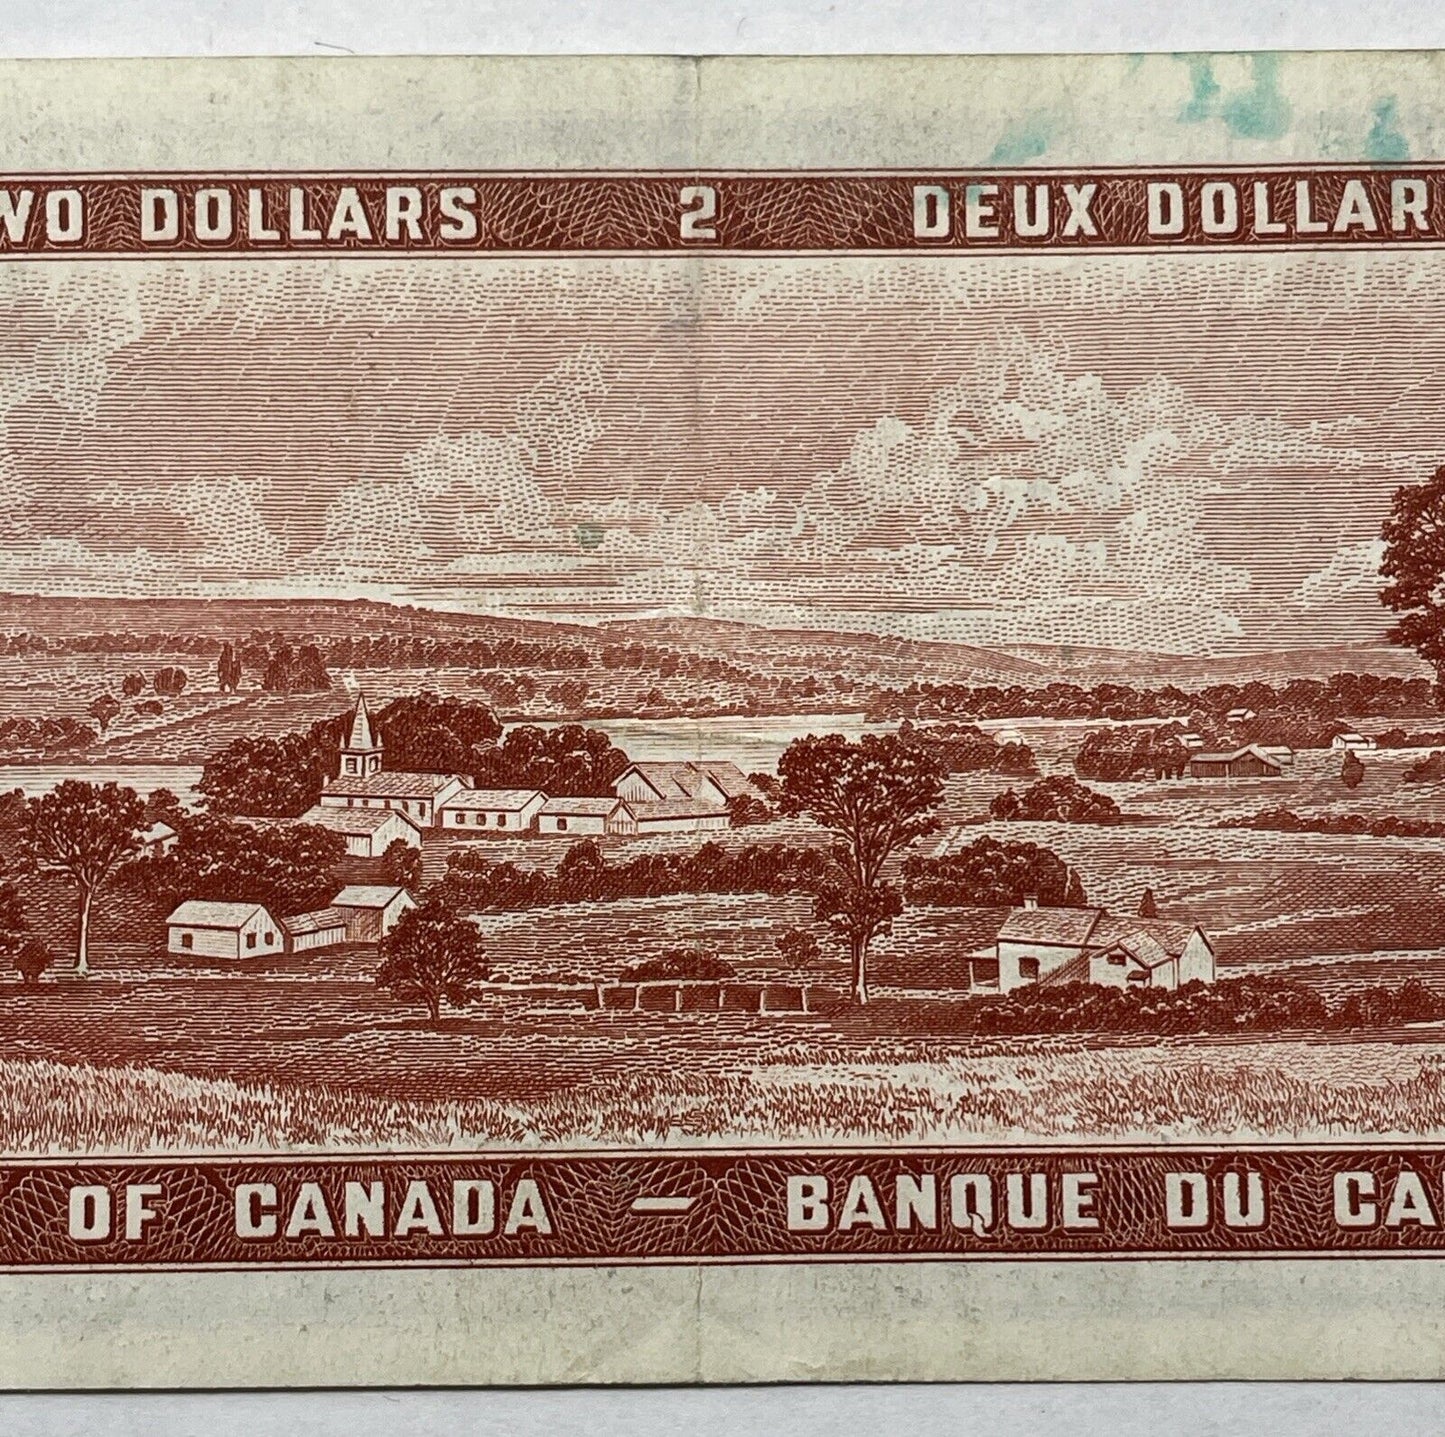 WO DOLLARS 2 DEUX DOLLAR
OF CANADA – BANQUE DU CA